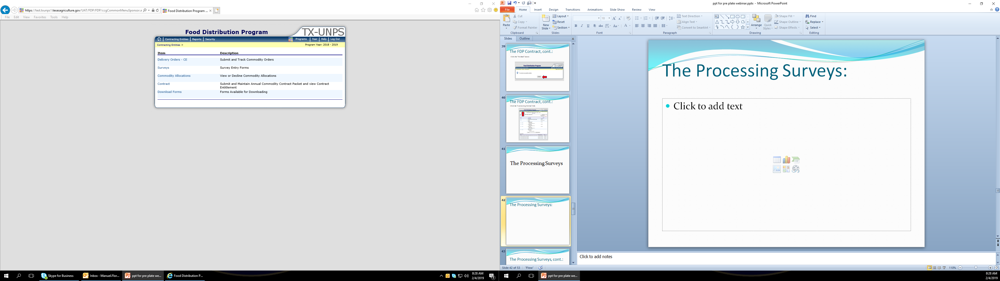 https://test.txunps1.texasagriculture.gov/UAT/FDP/FDP/ccgCommonMenuSponsor.a
Food Distribution Program ...
File Edit View Favorites Tools Help
Food Distribution Program
TX-UNPS
Contracting Entities | Reports | Security
Programs | Year | Help | Log Out
Contracting Entities >
Program Year: 2018 - 2019
Item Description
Delivery Orders - CE Submit and Track Commodity Orders
Surveys Survey Entry Forms
Commodity Allocations View or Decline Commodity Allocations
Contract Submit and Maintain Annual Commodity Contract Packet and view Contract
Entitlement
Download Forms Forms Available for Downloading
Skype for Business
Inbox - Manuel.Flor...
ppt for pre plate we...
Food Distribution P...
8:28 AM
2/4/2019
ppt for pre plate webinar.pptx - Microsoft PowerPoint
File Home Insert Design Transitions Animations Slide Show Review View
Paste
Cut
Copy
Format Painter
Clipboard
New
Slide
Layout
Reset
Section
Slides
18
Font
Paragraph
Text Direction
Align Text
Convert to SmartArt
Arrange
Quick
Styles
Shape Fill
Shape Outline
Shape Effects
Drawing
Find
Replace
Select
Editing
Slides Outline
39
The FDP Contract, cont.:
Food Distribution Program
TX-UNPS
40
The FDP Contract, cont.:
41
The Processing Surveys
42
The Processing Surveys:
43
The Processing Surveys, cont.:
The Processing Surveys:
Click to add text
Click to add notes
Slide 42 of 53
"Flow"
110%
ppt for pre plate we...
8:28 AM
2/4/2019